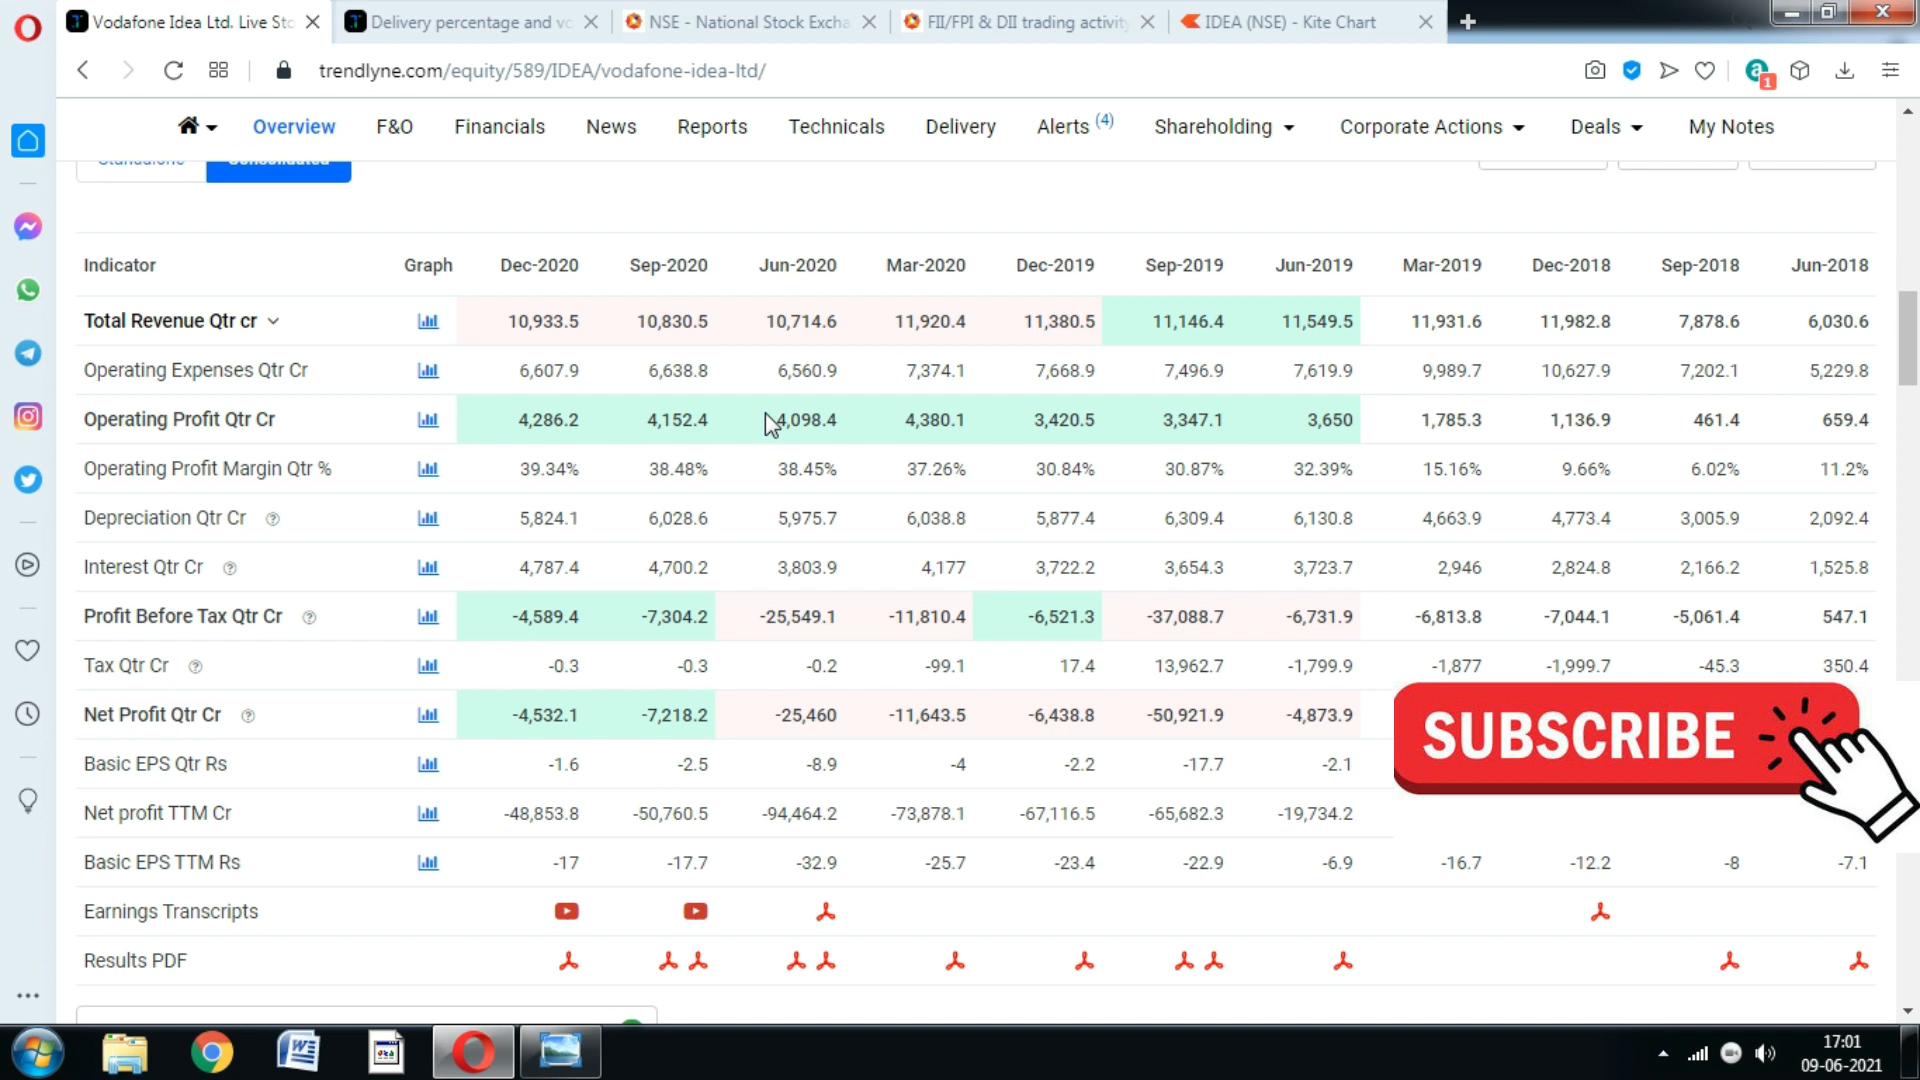 Vodafone Idea Ltd. Live Sto
Delivery percentage and vo
NSE - National Stock Excha
FII/FPI & DII trading activity
IDEA (NSE) - Kite Chart
trendlyne.com/equity/589/IDEA/vodafone-idea-ltd/
1
Overview F&O Financials News Reports Technicals Delivery Alerts (4) Shareholding Corporate Actions Deals My Notes
Standalone Consolidated
Indicator Graph Dec-2020 Sep-2020 Jun-2020 Mar-2020 Dec-2019 Sep-2019 Jun-2019 Mar-2019 Dec-2018 Sep-2018 Jun-2018
Total Revenue Qtr cr 10,933.5 10,830.5 10,714.6 11,920.4 11,380.5 11,146.4 11,549.5 11,931.6 11,982.8 7,878.6 6,030.6
Operating Expenses Qtr Cr 6,607.9 6,638.8 6,560.9 7,374.1 7,668.9 7,496.9 7,619.9 9,989.7 10,627.9 7,202.1 5,229.8
Operating Profit Qtr Cr 4,286.2 4,152.4 4,098.4 4,380.1 3,420.5 3,347.1 3,650 1,785.3 1,136.9 461.4 659.4
Operating Profit Margin Qtr % 39.34% 38.48% 38.45% 37.26% 30.84% 30.87% 32.39% 15.16% 9.66% 6.02% 11.2%
Depreciation Qtr Cr 5,824.1 6,028.6 5,975.7 6,038.8 5,877.4 6,309.4 6,130.8 4,663.9 4,773.4 3,005.9 2,092.4
Interest Qtr Cr 4,787.4 4,700.2 3,803.9 4,177 3,722.2 3,654.3 3,723.7 2,946 2,824.8 2,166.2 1,525.8
Profit Before Tax Qtr Cr -4,589.4 -7,304.2 -25,549.1 -11,810.4 -6,521.3 -37,088.7 -6,731.9 -6,813.8 -7,044.1 -5,061.4 547.1
Tax Qtr Cr -0.3 -0.3 -0.2 -99.1 17.4 13,962.7 -1,799.9 -1,877 -1,999.7 -45.3 350.4
Net Profit Qtr Cr -4,532.1 -7,218.2 -25,460 -11,643.5 -6,438.8 -50,921.9 -4,873.9
SUBSCRIBE
Basic EPS Qtr Rs -1.6 -2.5 -8.9 -4 -2.2 -17.7 -2.1
Net profit TTM Cr -48,853.8 -50,760.5 -94,464.2 -73,878.1 -67,116.5 -65,682.3 -19,734.2
Basic EPS TTM Rs -17 -17.7 -32.9 -25.7 -23.4 -22.9 -6.9 -16.7 -12.2 -8 -7.1
Earnings Transcripts
Results PDF
17:01
09-06-2021